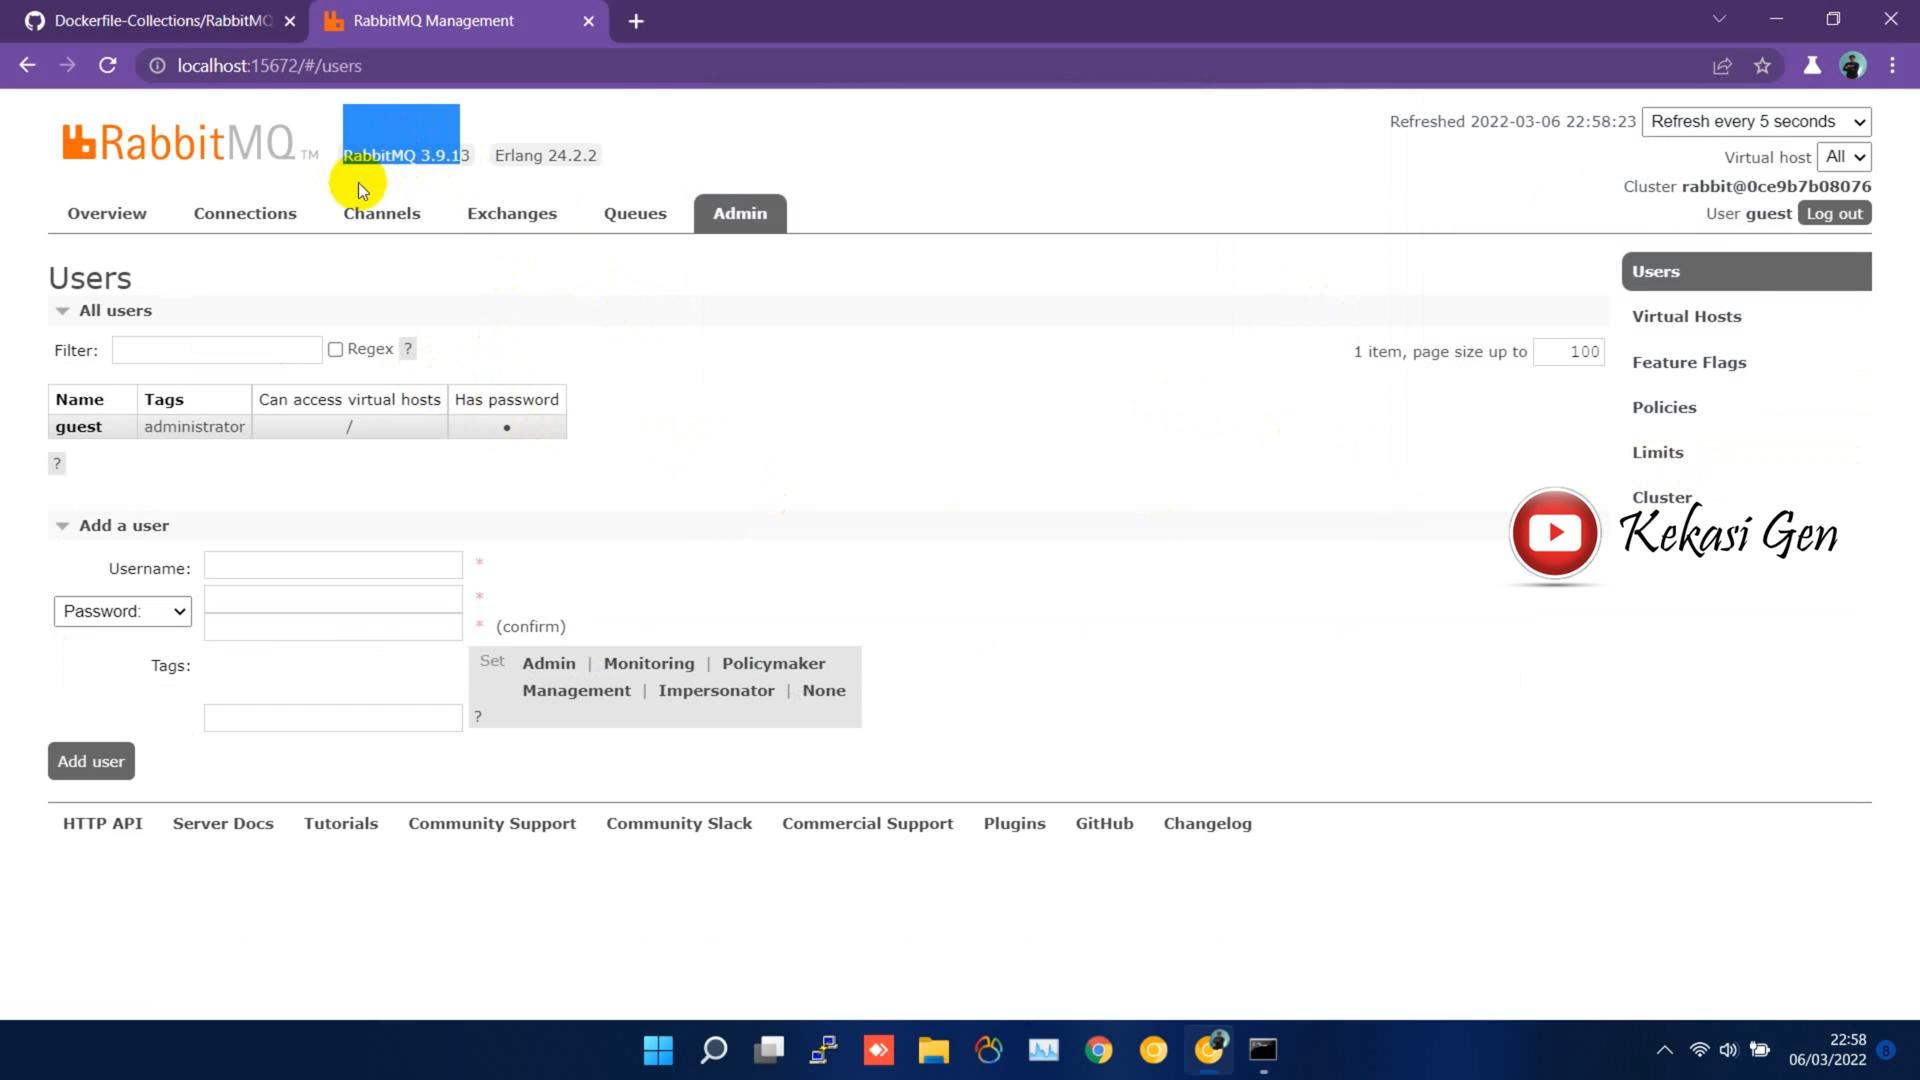 Dockerfile-Collections/RabbitMQ
RabbitMQ Management
localhost:15672/#/users
RabbitMQ TM
RabbitMQ 3.9.13
Erlang 24.2.2
Refreshed 2022-03-06 22:58:23
Refresh every 5 seconds
Virtual host
All
Cluster rabbit@0ce9b7b08076
User guest
Log out
Overview
Connections
Channels
Exchanges
Queues
Admin
Users
All users
Filter:
Regex
?
1 item, page size up to
100
Name Tags Can access virtual hosts Has password
guest administrator / ●
?
Add a user
Username:
*
Password:
*
* (confirm)
Tags:
Set Admin | Monitoring | Policymaker
Management | Impersonator | None
?
Add user
Users
Virtual Hosts
Feature Flags
Policies
Limits
Cluster
Kekasi Gen
HTTP API
Server Docs
Tutorials
Community Support
Community Slack
Commercial Support
Plugins
GitHub
Changelog
22:58
06/03/2022
8